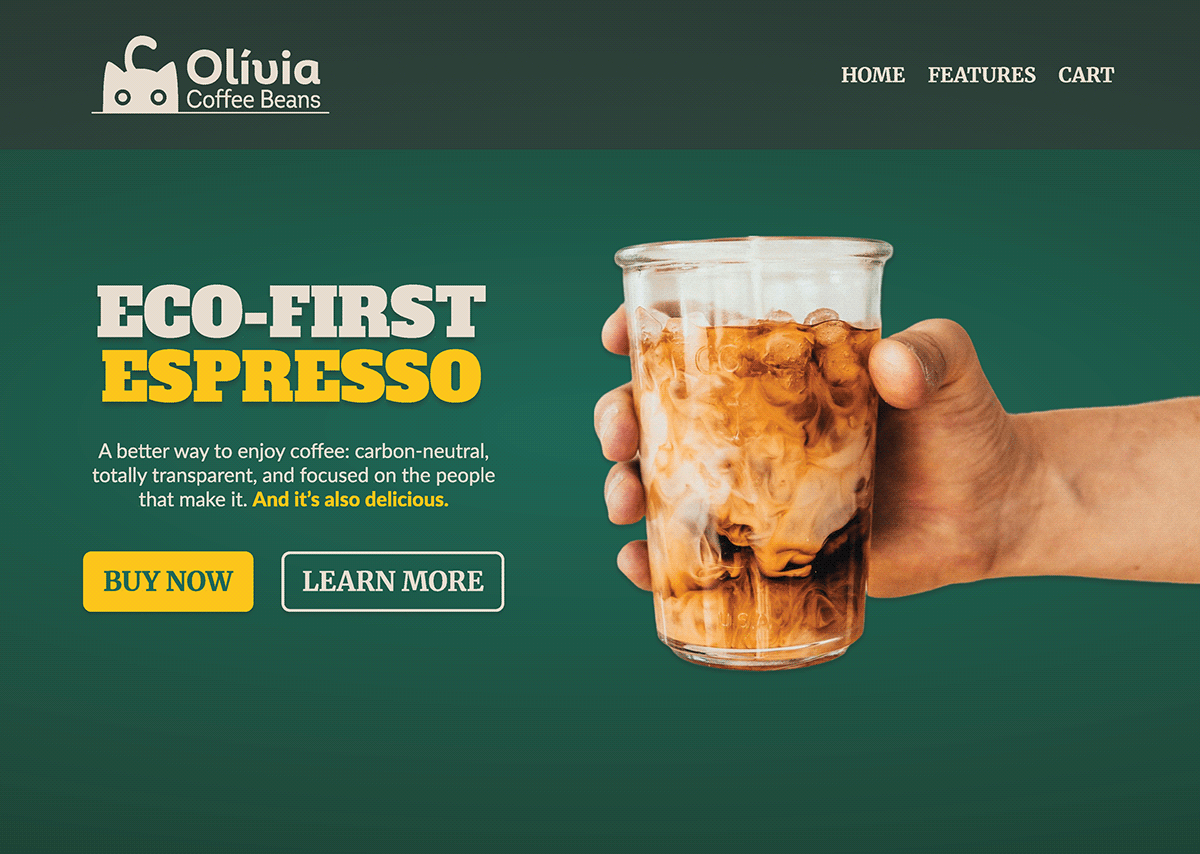 Olívia
Coffee Beans
HOME FEATURES CART
ECO-FIRST
ESPRESSO
A better way to enjoy coffee: carbon-neutral,
totally transparent, and focused on the people
that make it. And it's also delicious.
BUY NOW LEARN MORE